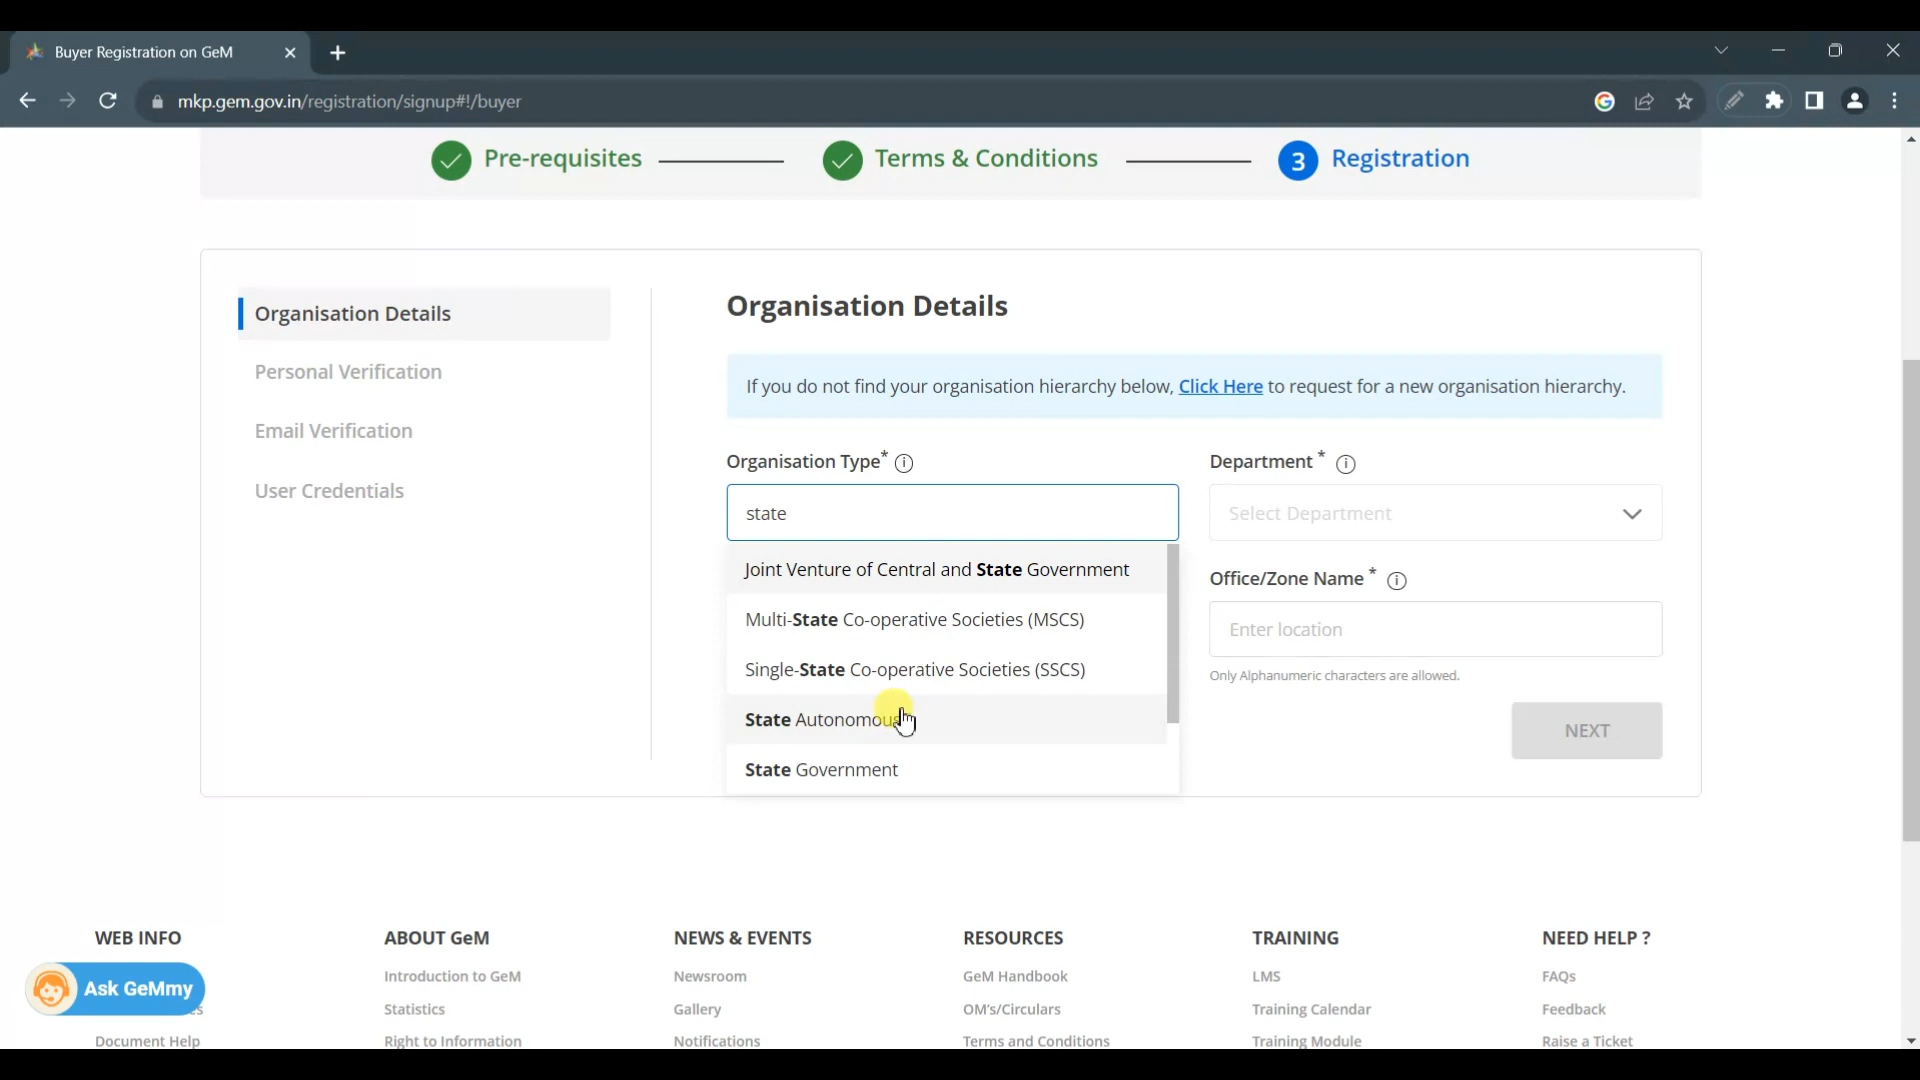 Buyer Registration on GeM
mkp.gem.gov.in/registration/signup#!/buyer
Pre-requisites
Terms & Conditions
3 Registration
Organisation Details
Personal Verification
Email Verification
User Credentials
Organisation Details
If you do not find your organisation hierarchy below, Click Here to request for a new organisation hierarchy.
Organisation Type*
state
Joint Venture of Central and State Government
Multi-State Co-operative Societies (MSCS)
Single-State Co-operative Societies (SSCS)
State Autonomous
State Government
Department *
Select Department
Office/Zone Name *
Enter location
Only Alphanumeric characters are allowed.
NEXT
WEB INFO
Document Help
Ask GeMmy
ABOUT GeM
Introduction to GeM
Statistics
Right to Information
NEWS & EVENTS
Newsroom
Gallery
Notifications
RESOURCES
GeM Handbook
OM's/Circulars
Terms and Conditions
TRAINING
LMS
Training Calendar
Training Module
NEED HELP ?
FAQs
Feedback
Raise a Ticket